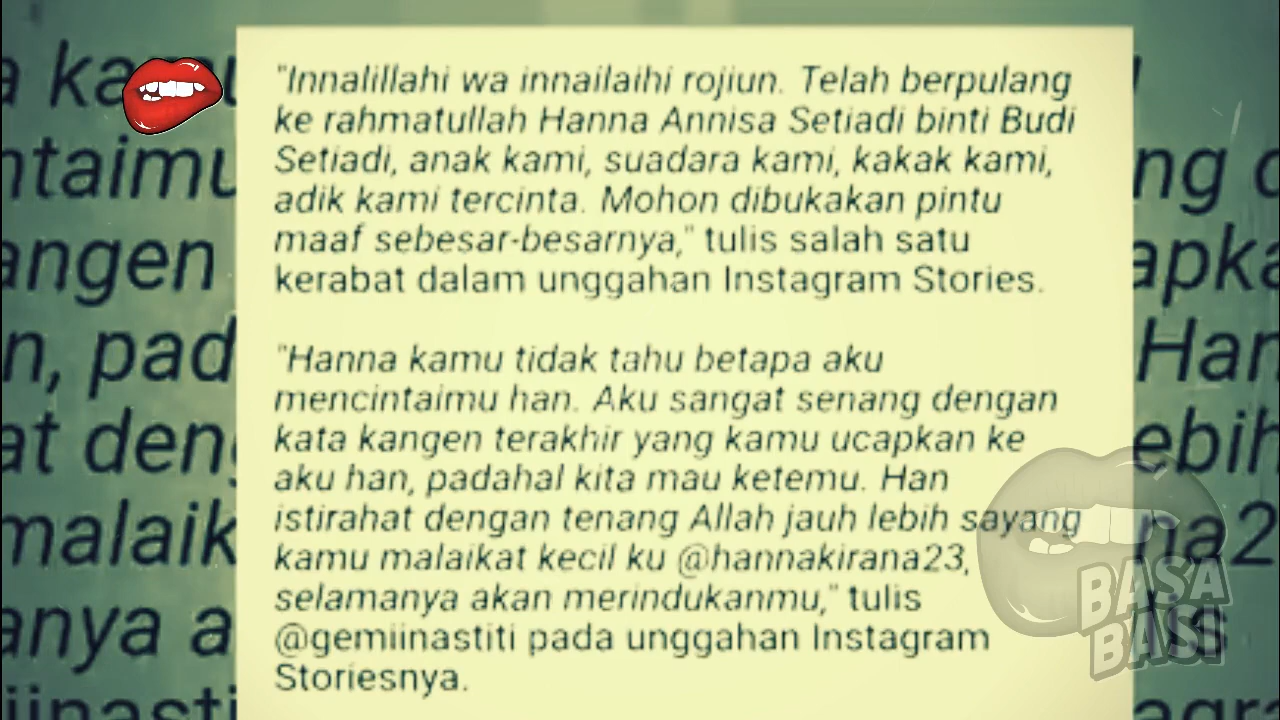 "Innalillahi wa innailaihi rojiun. Telah berpulang
ke rahmatullah Hanna Annisa Setiadi binti Budi
Setiadi, anak kami, suadara kami, kakak kami,
adik kami tercinta. Mohon dibukakan pintu
maaf sebesar-besarnya," tulis salah satu
kerabat dalam unggahan Instagram Stories.
"Hanna kamu tidak tahu betapa aku
mencintaimu han. Aku sangat senang dengan
kata kangen terakhir yang kamu ucapkan ke
aku han, padahal kita mau ketemu. Han
istirahat dengan tenang Allah jauh lebih sayang
kamu malaikat kecil ku @hannakirana23,
selamanya akan merindukanmu," tulis
@gemiinastiti pada unggahan Instagram
Storiesnya.
BASA
BASI